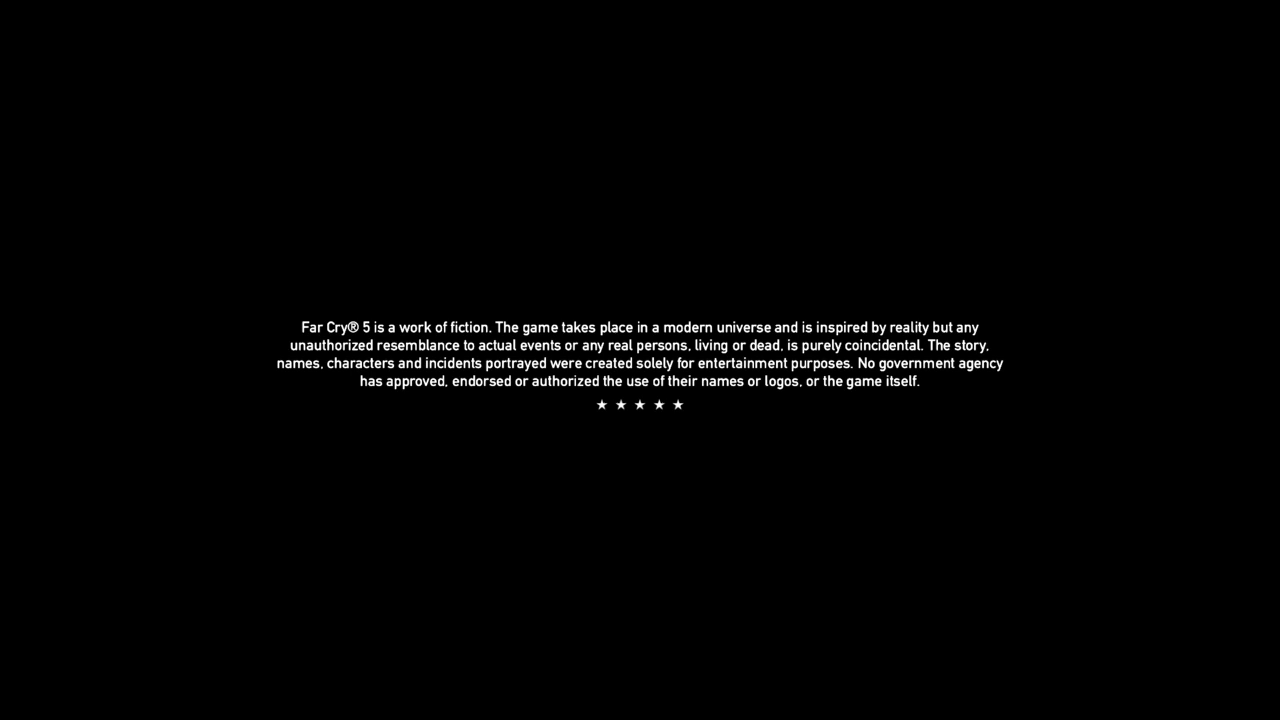 Far Cry® 5 is a work of fiction. The game takes place in a modern universe and is inspired by reality but any
unauthorized resemblance to actual events or any real persons, living or dead, is purely coincidental. The story,
names, characters and incidents portrayed were created solely for entertainment purposes. No government agency
has approved, endorsed or authorized the use of their names or logos, or the game itself.
★ ★ ★ ★ ★